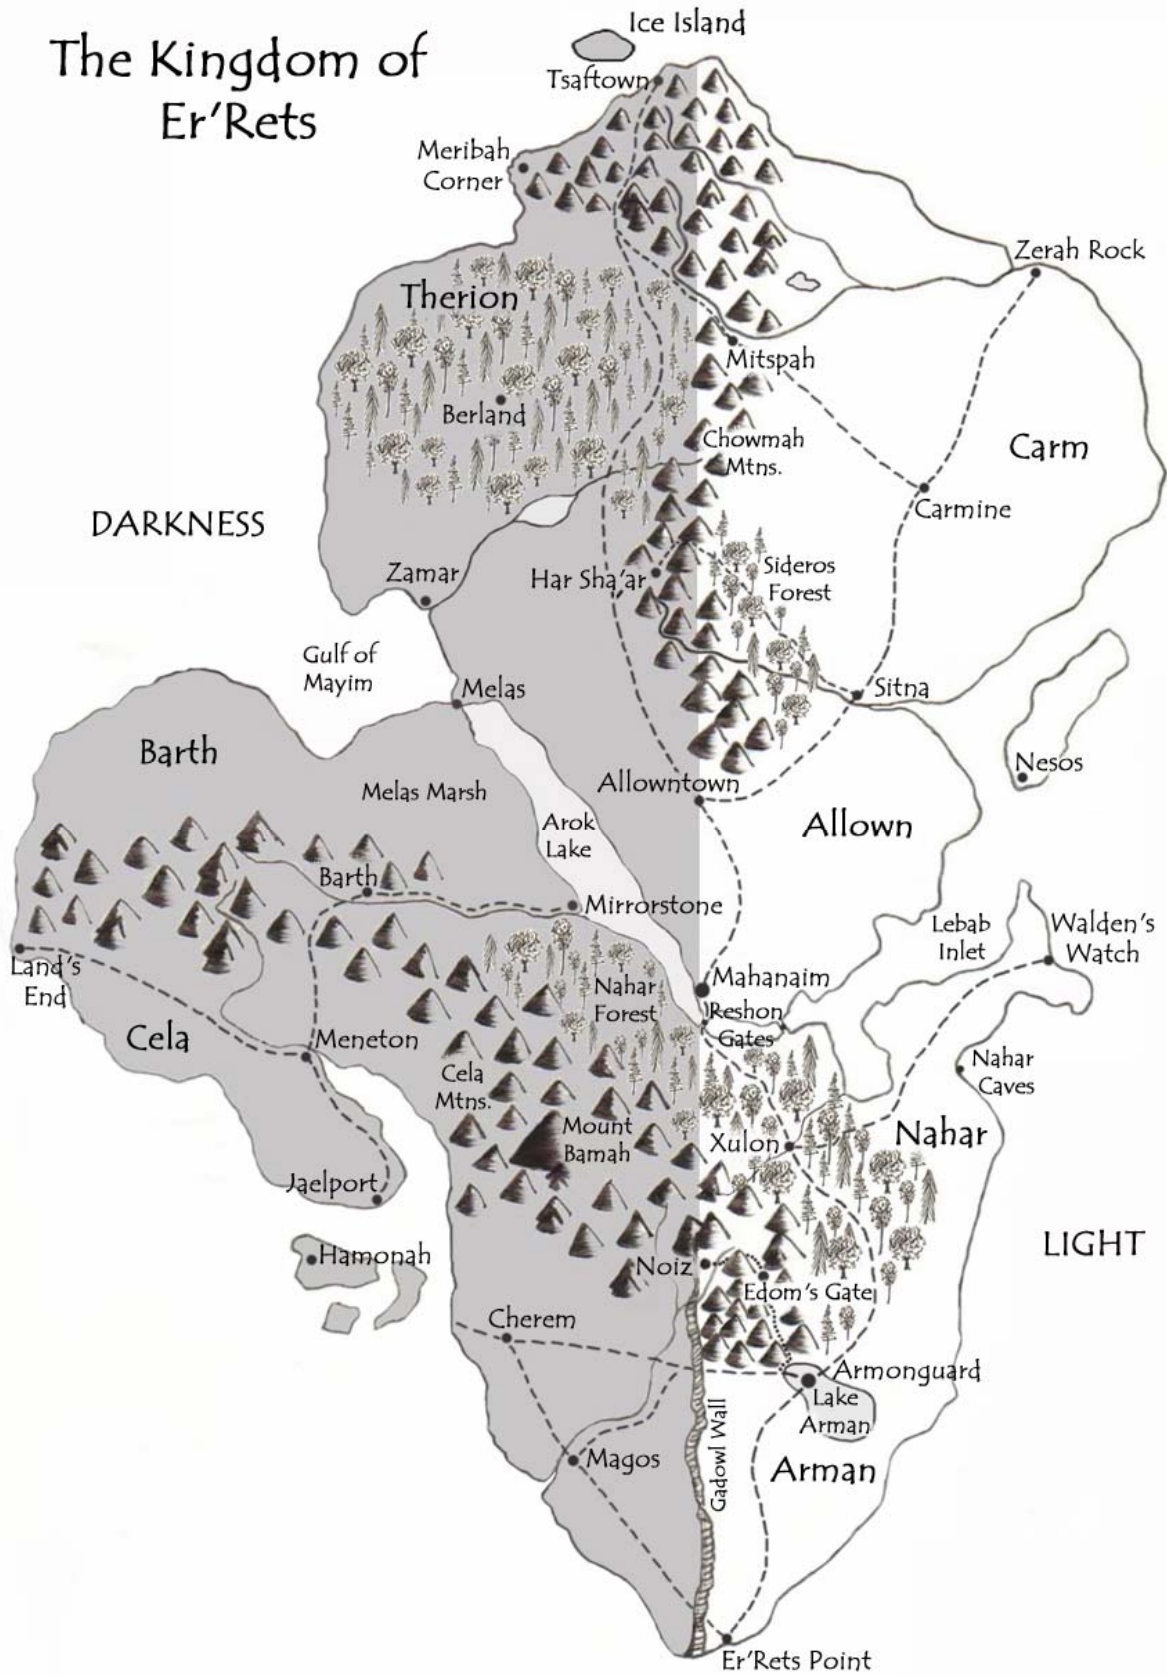 Ice Island
The Kingdom of
Er'Rets
Tsaftown
Meribah
Corner
Zerah Rock
Therion
Mitspah
Berland
Chowmah
Mtns.
Carm
Carmine
DARKNESS
Zamar
Har Sha'ar
Sideros
Forest
Gulf of
Mayim
Melas
Sitna
Barth
Nesos
Melas Marsh
Allowntown
Arok
Lake
Allown
Barth
Mirrorstone
Lebab
Inlet
Walden's
Watch
Land's
End
Nahar
Forest
Mahanaim
Reshon
Gates
Cela
Meneton
Cela
Mtns.
Nahar
Caves
Mount
Bamah
Xulon
Nahar
Jaelport
Hamonah
LIGHT
Noiz
Edom's Gate
Cherem
Armonguard
Lake
Arman
Gadowl Wall
Magos
Arman
Er'Rets Point